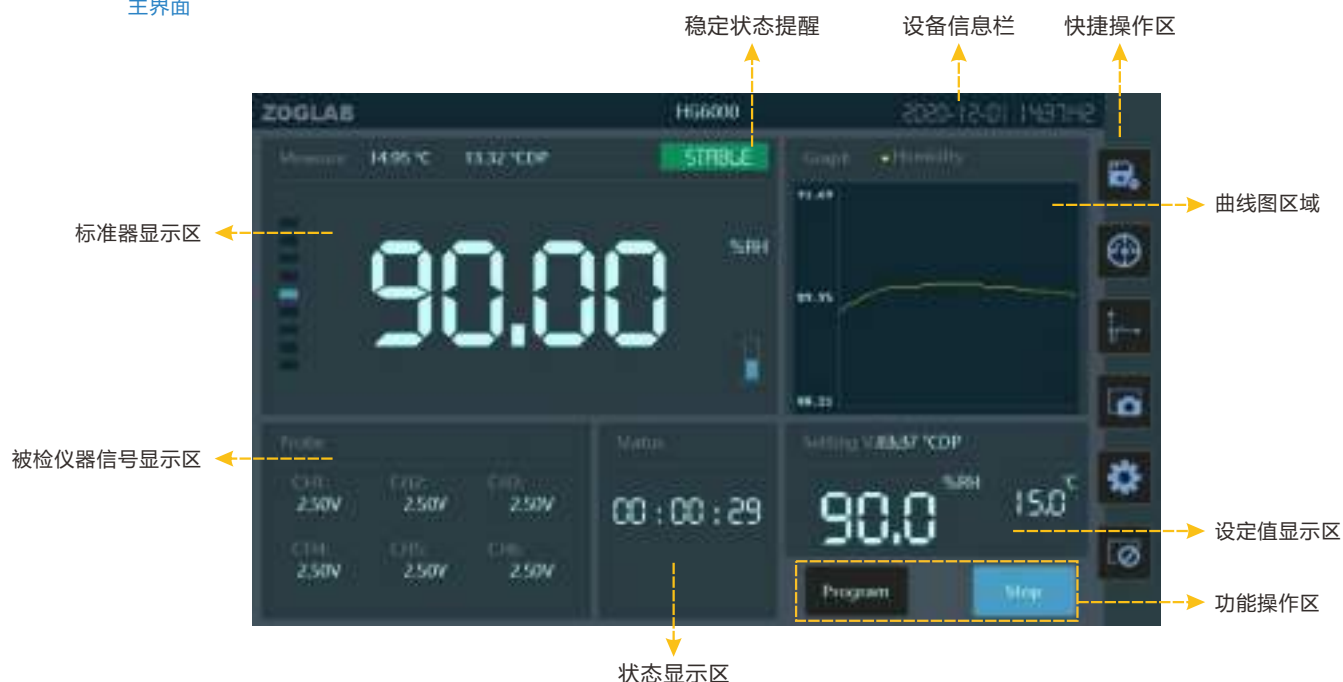 主界面
稳定状态提醒
设备信息栏
快捷操作区
ZOGLAB
HG6000
2020-12-01 14:37:42
Measure
14.95 ℃
13.32 ℃DP
STABLE
Graph
Humidity
标准器显示区
90.00
%RH
曲线图区域
被检仪器信号显示区
Probe
CH1:
CH2:
CH3:
2.50V
2.50V
2.50V
CH4:
CH5:
CH6:
2.50V
2.50V
2.50V
Status
00:00:29
℃DP
90.0
%RH
15.0
℃
设定值显示区
Program
Stop
功能操作区
状态显示区